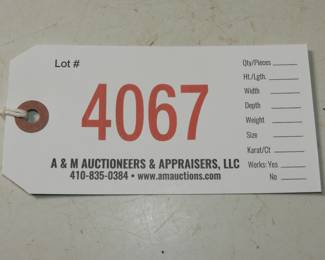 Lot #
4067
A & M AUCTIONEERS & APPRAISERS, LLC
410-835-0384 • www.amauctions.com
Qty/Pieces
Ht./Lgth.
Width
Depth
Weight
Size
Karat/Ct
Werks: Yes
No